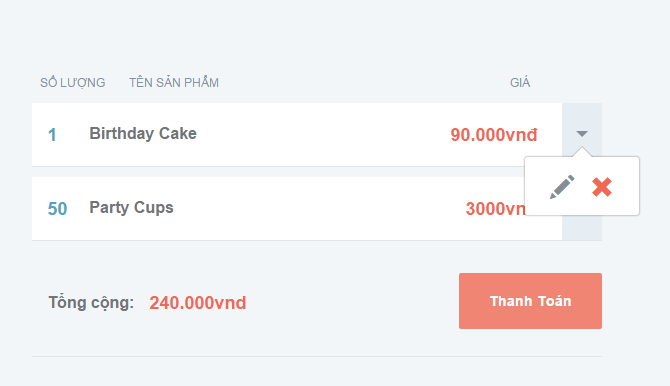 SỐ LƯỢNG TÊN SẢN PHẨM GIÁ
1 Birthday Cake 90.000vnđ
50 Party Cups 3000vn
Tổng cộng: 240.000vnd Thanh Toán